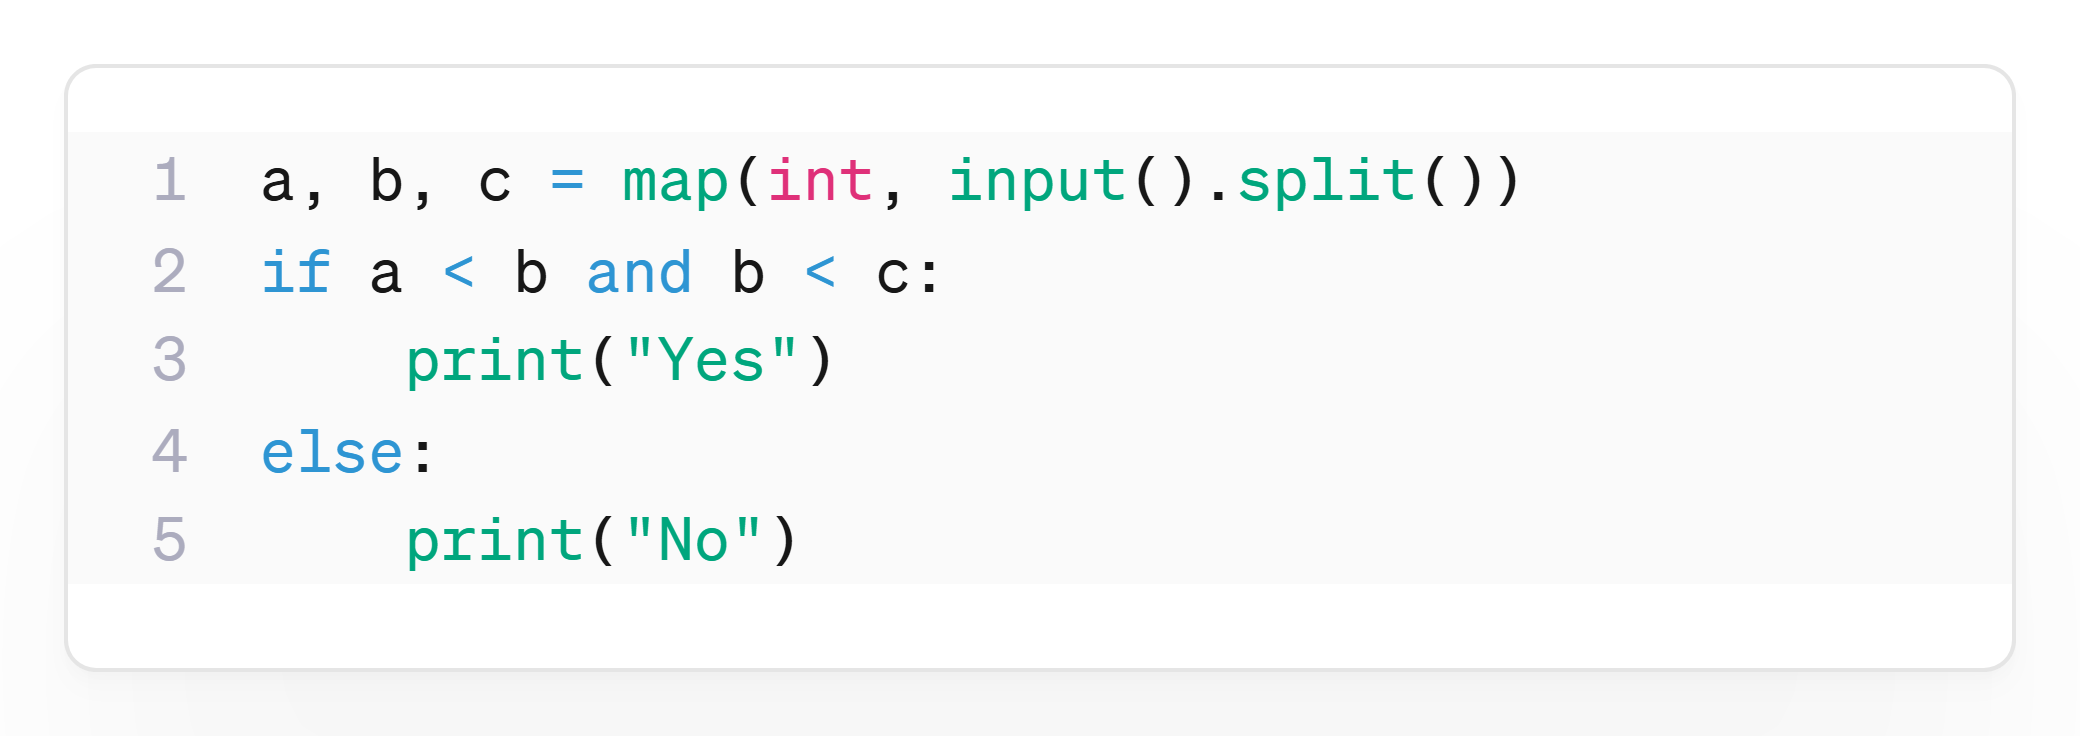 1 a, b, c = map(int, input().split())
2 if a < b and b < c:
3     print("Yes")
4 else:
5     print("No")